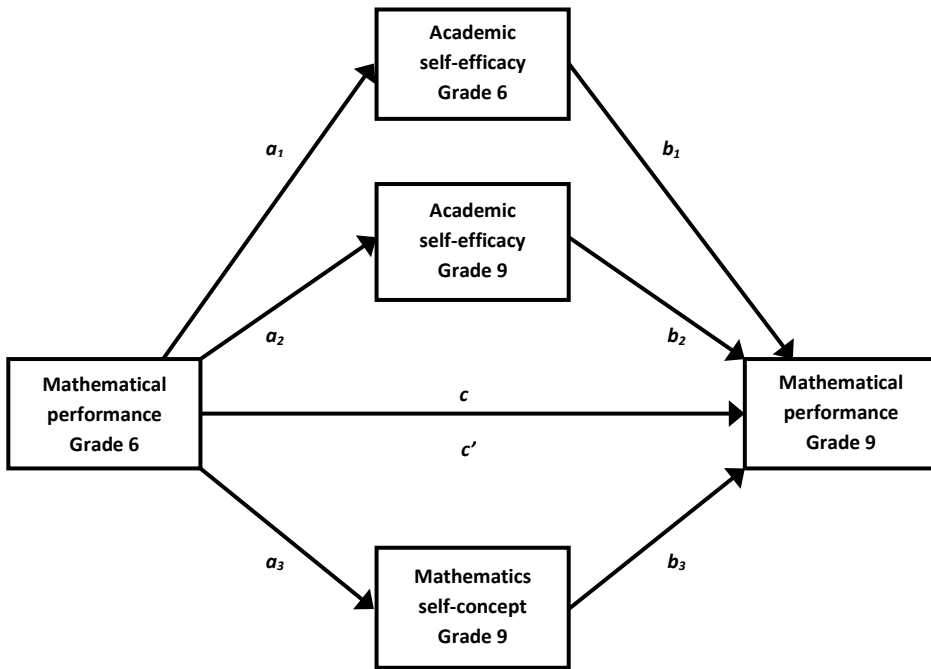 Academic
self-efficacy
Grade 6
a₁
b₁
Academic
self-efficacy
Grade 9
a₂
b₂
Mathematical
performance
Grade 6
c
c’
Mathematical
performance
Grade 9
a₃
b₃
Mathematics
self-concept
Grade 9